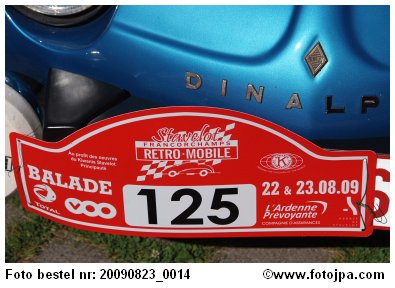 DINALP
Au profit des oeuvres
du Kiwanis Stavelot
Principauté
Stavelot
FRANCORCHAMPS
RETRO-MOBILE
BALADE
TOTAL
VOO
125
K
22 & 23.08.09
L'Ardenne
Prévoyante
COMPAGNIE D'ASSURANCES
Foto bestel nr: 20090823_0014
©www.fotojpa.com